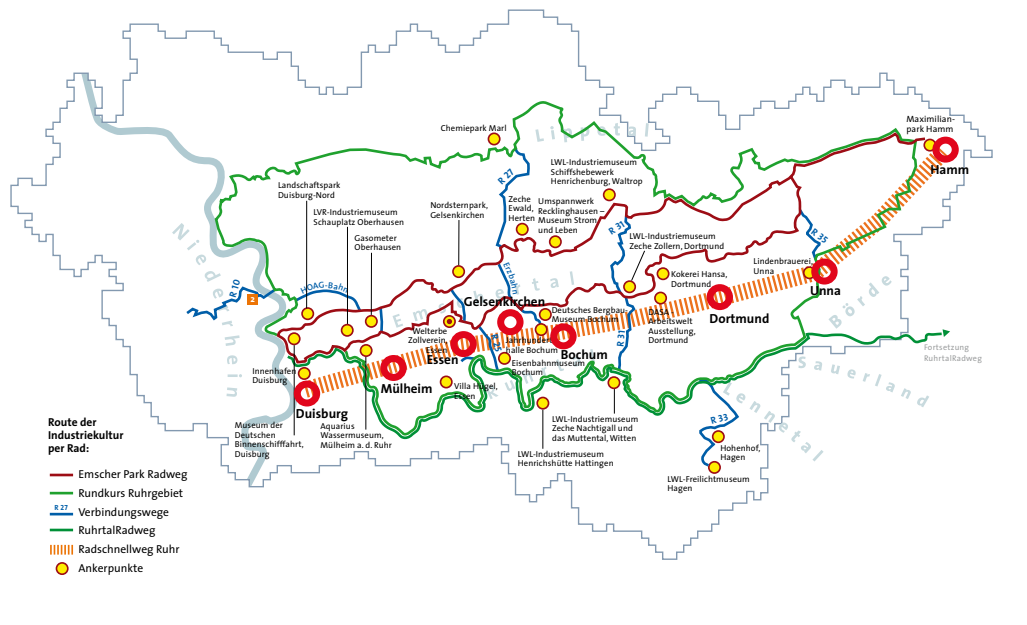 Maximilian-
park Hamm
Hamm
Chemiepark Marl
Lippetal
R 27
LWL-Industriemuseum
Schiffshebewerk
Henrichenburg, Waltrop
Landschaftspark
Duisburg-Nord
LVR-Industriemuseum
Schauplatz Oberhausen
Gasometer
Oberhausen
Nordsternpark,
Gelsenkirchen
Zeche
Ewald,
Herten
Umspannwerk
Recklinghausen –
Museum Strom
und Leben
R 31
LWL-Industriemuseum
Zeche Zollern, Dortmund
R 35
Niederrhein
R 10
2
HOAG-Bahn
Erzbahn
Emschertal
Kokerei Hansa,
Dortmund
Lindenbrauerei,
Unna
Unna
Börde
Gelsenkirchen
Deutsches Bergbau-
Museum Bochum
DASA
Arbeitswelt
Ausstellung,
Dortmund
Dortmund
Welterbe
Zollverein,
Essen
Essen
Jahrhundert-
halle Bochum
Bochum
Eisenbahnmuseum
Bochum
R 31
Fortsetzung
RuhrtalRadweg
Sauerland
Innenhafen
Duisburg
Mülheim
Duisburg
Villa Hügel,
Essen
Lennetal
R 33
Museum der
Deutschen
Binnenschifffahrt,
Duisburg
Aquarius
Wassermuseum,
Mülheim a. d. Ruhr
LWL-Industriemuseum
Zeche Nachtigall und
das Muttental, Witten
LWL-Industriemuseum
Henrichshütte Hattingen
Hohenhof,
Hagen
LWL-Freilichtmuseum
Hagen
Route der
Industriekultur
per Rad:
Emscher Park Radweg
Rundkurs Ruhrgebiet
R 27 Verbindungswege
RuhrtalRadweg
Radschnellweg Ruhr
Ankerpunkte